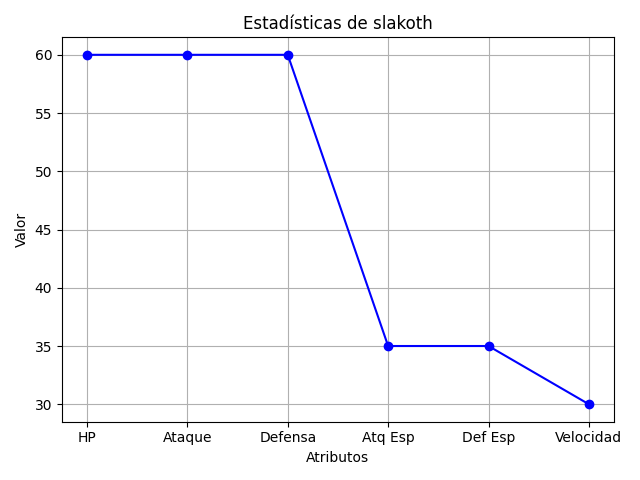 Estadísticas de slakoth
Valor
60
55
50
45
40
35
30
HP Ataque Defensa Atq Esp Def Esp Velocidad
Atributos